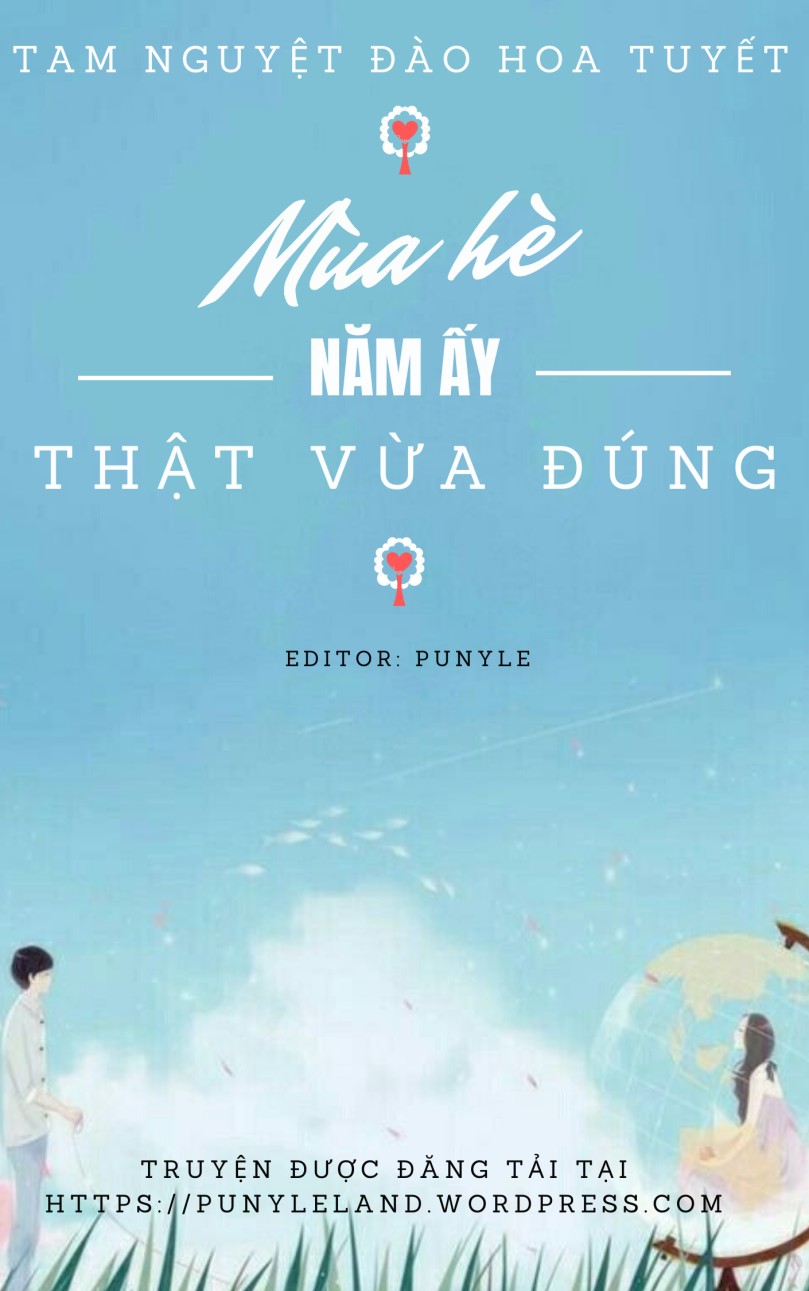 TAM NGUYỆT ĐÀO HOA TUYẾT
Mùa hè
NĂM ẤY
THẬT VỪA ĐÚNG
EDITOR: PUNYLE
TRUYỆN ĐƯỢC ĐĂNG TẢI TẠI
HTTPS://PUNYLELAND.WORDPRESS.COM